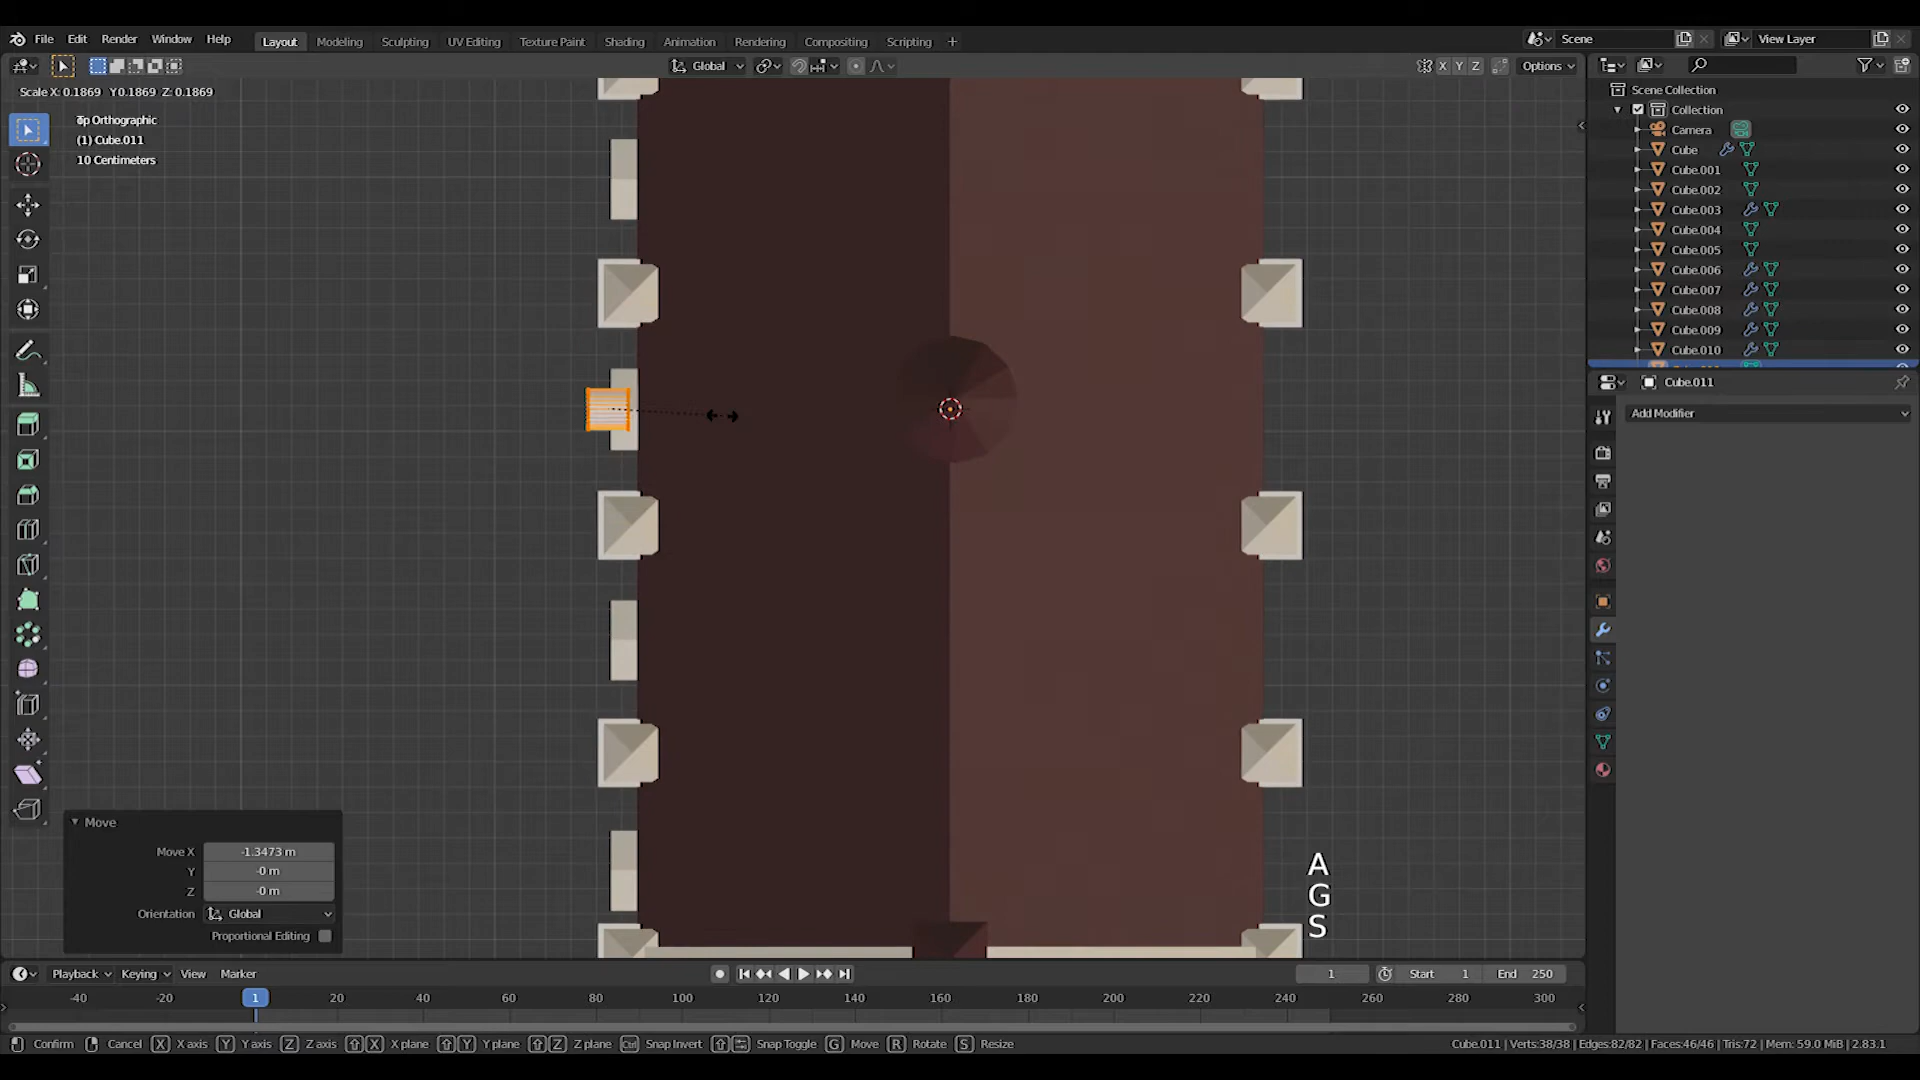 File Edit Render Window Help Layout Modeling Sculpting UV Editing Texture Paint Shading Animation Rendering Compositing Scripting + Scene View Layer
Global X Y Z Options
Scale X: 0.1869 Y 0.1869 Z: 0.1869
Top Orthographic
(1) Cube.011
10 Centimeters
Scene Collection
Collection
Camera
Cube
Cube.001
Cube.002
Cube.003
Cube.004
Cube.005
Cube.006
Cube.007
Cube.008
Cube.009
Cube.010
Cube.011
Add Modifier
Move
Move X -1.3473 m
Y -0 m
Z -0 m
Orientation Global
Proportional Editing
A
G
S
Playback Keying View Marker 1 Start 1 End 250
-40 -20 1 20 40 60 80 100 120 140 160 180 200 220 240 260 280 300
Confirm Cancel X X axis Y Y axis Z Z axis X X plane Y Y plane Z Z plane Ctrl Snap Invert Snap Toggle G Move R Rotate S Resize Cube.011 | Verts:38/38 | Edges:82/82 | Faces:46/46 | Tris:72 | Mem: 59.0 MiB | 2.83.1